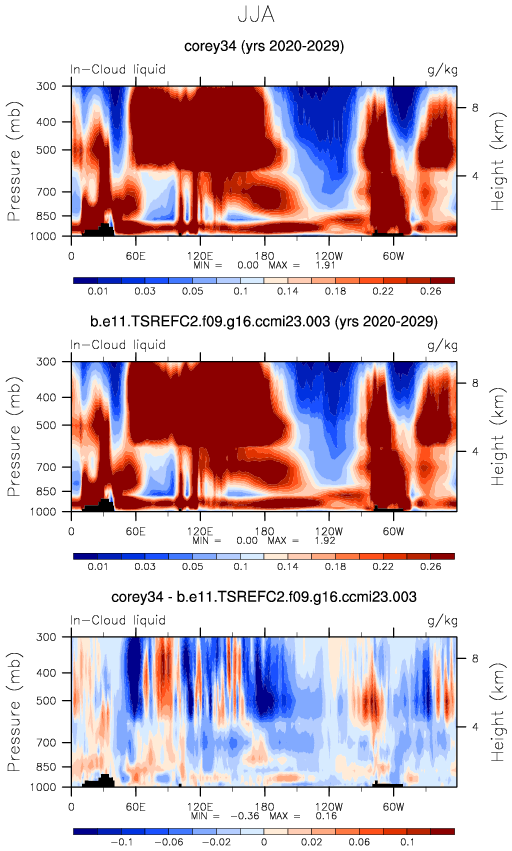 JJA
corey34 (yrs 2020-2029)
In-Cloud liquid g/kg
300
400
500
700
850
1000
Pressure (mb)
8
4
Height (km)
0 60E 120E 180 120W 60W
MIN = 0.00 MAX = 1.91
0.01 0.03 0.05 0.10 0.14 0.18 0.22 0.26
b.e11.TSREFC2.f09.g16.ccmi23.003 (yrs 2020-2029)
In-Cloud liquid g/kg
300
400
500
700
850
1000
Pressure (mb)
8
4
Height (km)
0 60E 120E 180 120W 60W
MIN = 0.00 MAX = 1.92
0.01 0.03 0.05 0.10 0.14 0.18 0.22 0.26
corey34 - b.e11.TSREFC2.f09.g16.ccmi23.003
In-Cloud liquid g/kg
300
400
500
700
850
1000
Pressure (mb)
8
4
Height (km)
0 60E 120E 180 120W 60W
MIN = -0.36 MAX = 0.16
-0.1 -0.06 -0.02 0 0.02 0.06 0.1